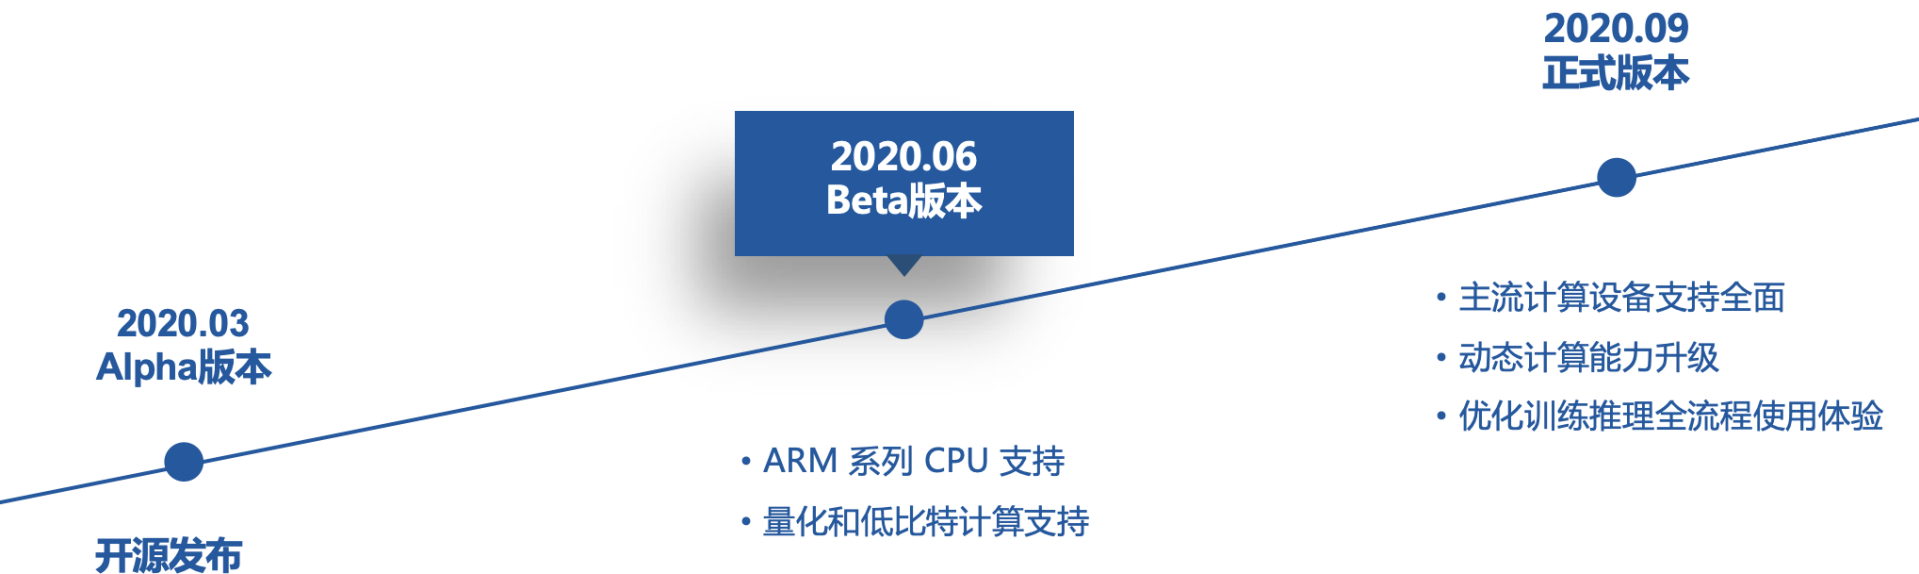 2020.03
Alpha版本
开源发布
2020.06
Beta版本
• ARM 系列 CPU 支持
• 量化和低比特计算支持
2020.09
正式版本
• 主流计算设备支持全面
• 动态计算能力升级
• 优化训练推理全流程使用体验